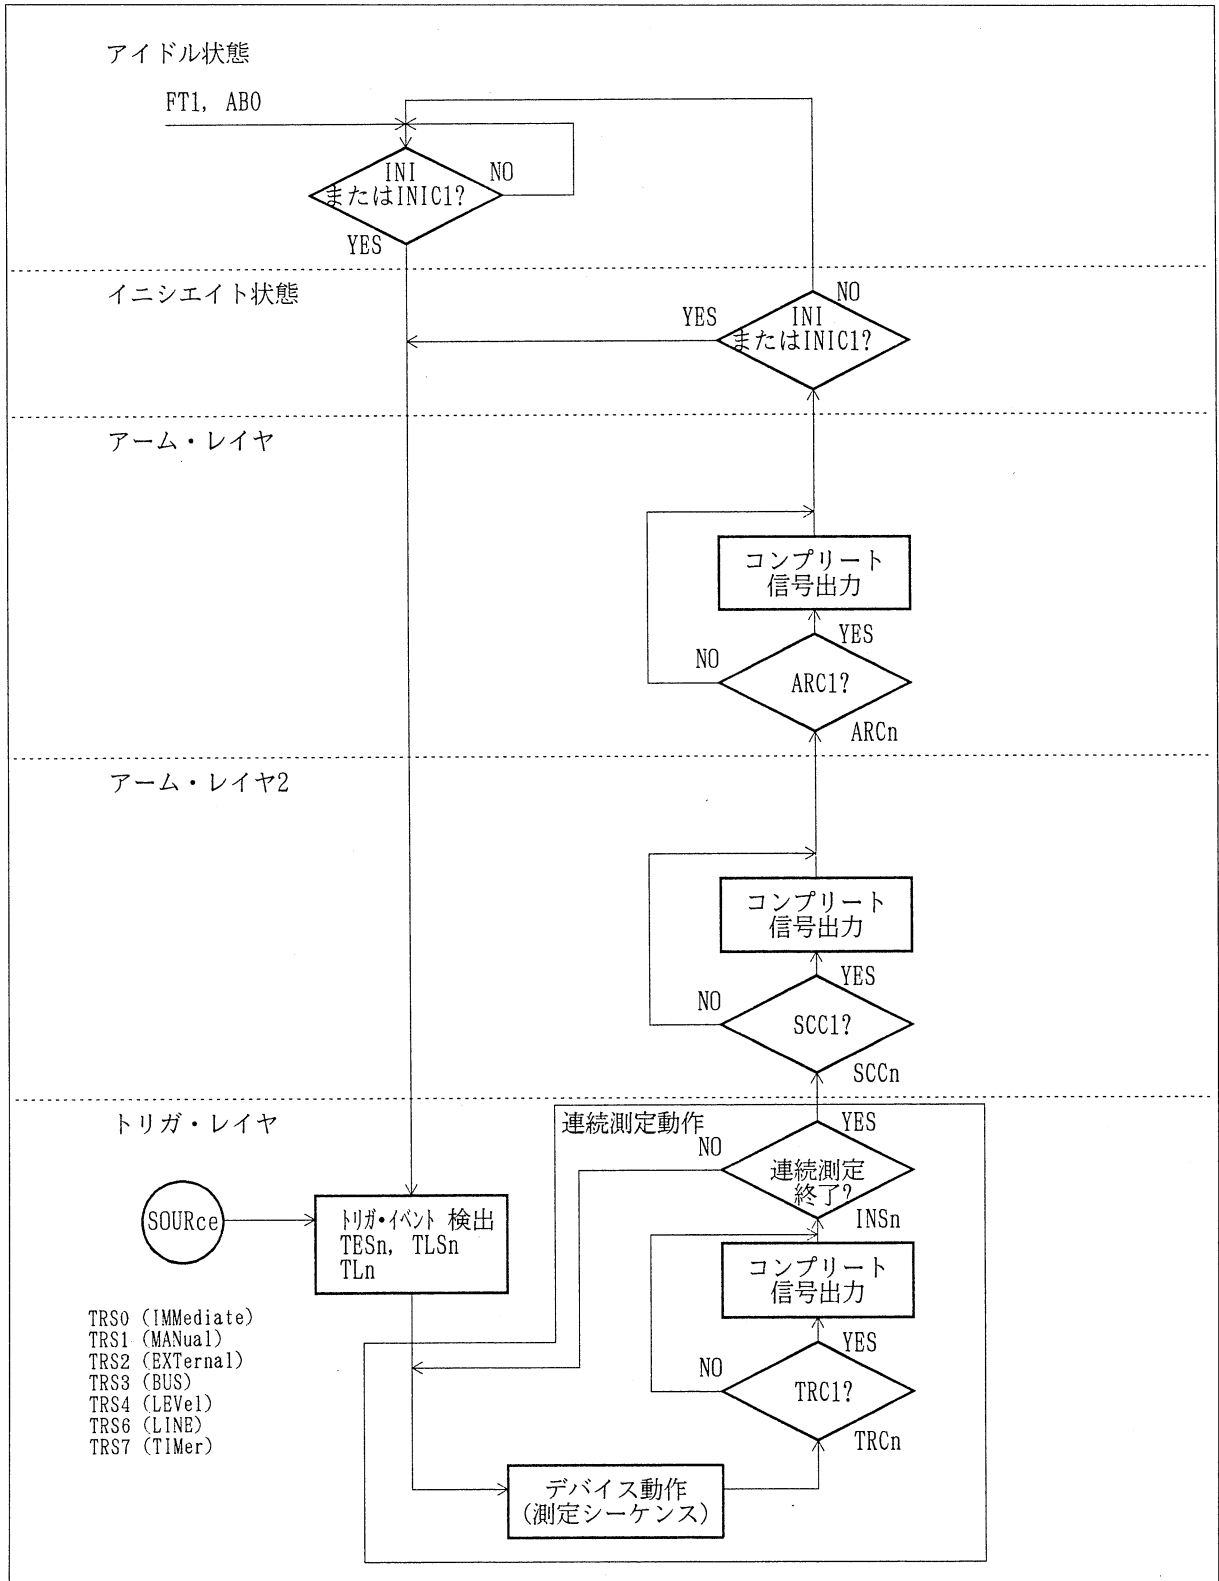 アイドル状態
FT1, ABO
INI
またはINIC1?
NO
YES
イニシエイト状態
NO
YES
INI
またはINIC1?
アーム・レイヤ
コンプリート
信号出力
YES
NO
ARC1?
ARCn
アーム・レイヤ2
コンプリート
信号出力
YES
NO
SCC1?
SCCn
トリガ・レイヤ
連続測定動作
YES
NO
連続測定
終了?
INSn
SOURce
トリガ・イベント 検出
TESn, TLSn
TLn
コンプリート
信号出力
TRS0 (IMMediate)
TRS1 (MANual)
TRS2 (EXTernal)
TRS3 (BUS)
TRS4 (LEVel)
TRS6 (LINE)
TRS7 (TIMer)
YES
NO
TRC1?
TRCn
デバイス動作
(測定シーケンス)